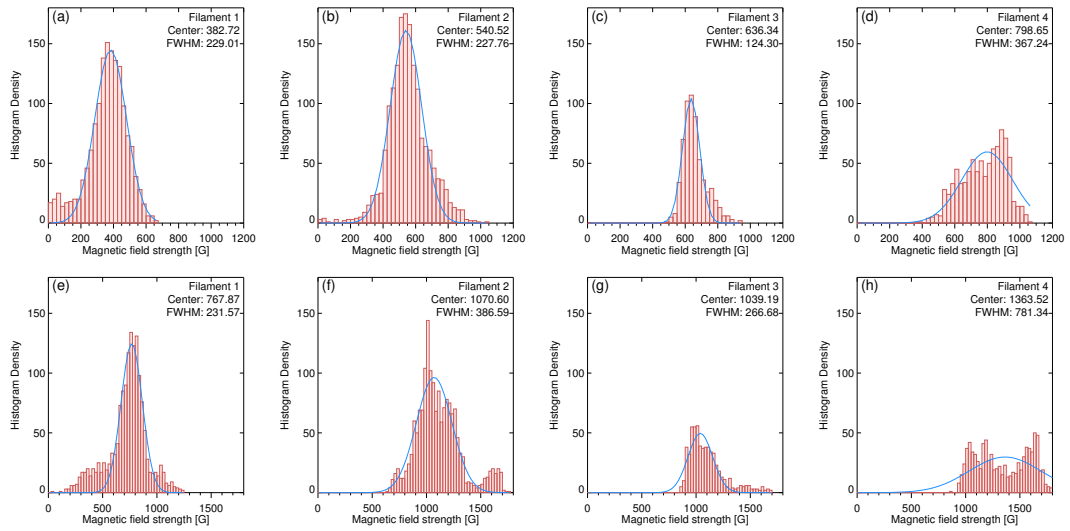 (a)
Filament 1
Center: 382.72
FWHM: 229.01
150
100
50
0
Histogram Density
0 200 400 600 800 1000 1200
Magnetic field strength [G]
(b)
Filament 2
Center: 540.52
FWHM: 227.76
150
100
50
0
Histogram Density
0 200 400 600 800 1000 1200
Magnetic field strength [G]
(c)
Filament 3
Center: 636.34
FWHM: 124.30
150
100
50
0
Histogram Density
0 200 400 600 800 1000 1200
Magnetic field strength [G]
(d)
Filament 4
Center: 798.65
FWHM: 367.24
150
100
50
0
Histogram Density
0 200 400 600 800 1000 1200
Magnetic field strength [G]
(e)
Filament 1
Center: 767.87
FWHM: 231.57
150
100
50
0
Histogram Density
0 500 1000 1500
Magnetic field strength [G]
(f)
Filament 2
Center: 1070.60
FWHM: 386.59
150
100
50
0
Histogram Density
0 500 1000 1500
Magnetic field strength [G]
(g)
Filament 3
Center: 1039.19
FWHM: 266.68
150
100
50
0
Histogram Density
0 500 1000 1500
Magnetic field strength [G]
(h)
Filament 4
Center: 1363.52
FWHM: 781.34
150
100
50
0
Histogram Density
0 500 1000 1500
Magnetic field strength [G]